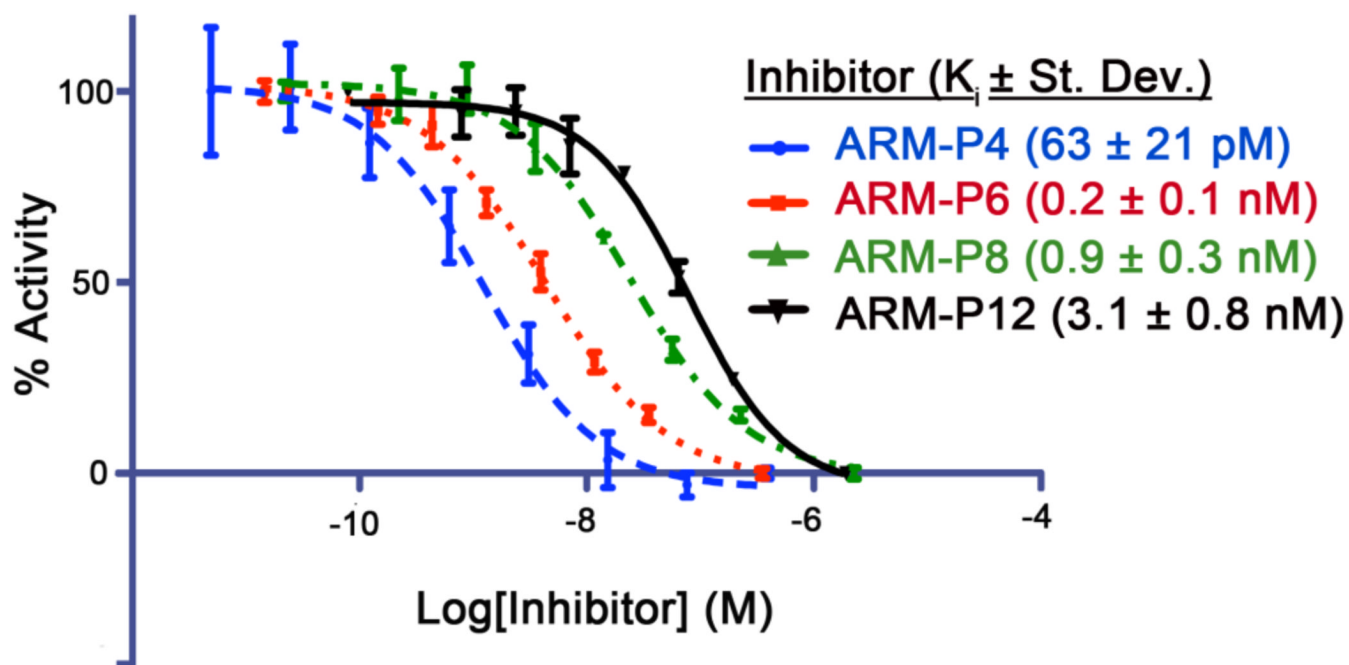 Inhibitor (Ki ± St. Dev.)
ARM-P4 (63 ± 21 pM)
ARM-P6 (0.2 ± 0.1 nM)
ARM-P8 (0.9 ± 0.3 nM)
ARM-P12 (3.1 ± 0.8 nM)
% Activity
100
50
0
-10
-8
-6
-4
Log[Inhibitor] (M)